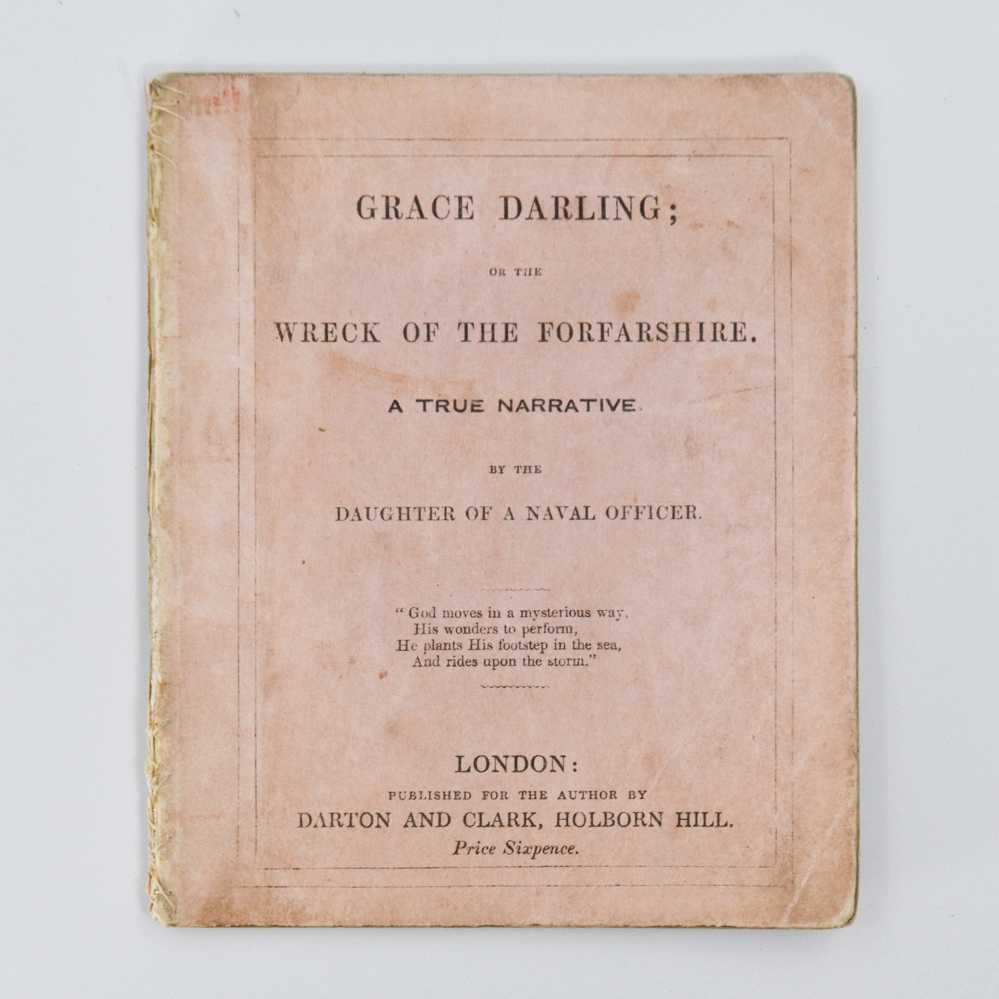 GRACE DARLING;
OR THE
WRECK OF THE FORFARSHIRE.
A TRUE NARRATIVE.
BY THE
DAUGHTER OF A NAVAL OFFICER.
“God moves in a mysterious way,
His wonders to perform,
He plants His footstep in the sea,
And rides upon the storm.”
LONDON:
PUBLISHED FOR THE AUTHOR BY
DARTON AND CLARK, HOLBORN HILL.
Price Sixpence.